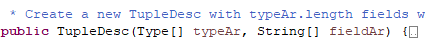 * Create a new TupleDesc with typeAr.length fields w
public TupleDesc(Type[] typeAr, String[] fieldAr) {